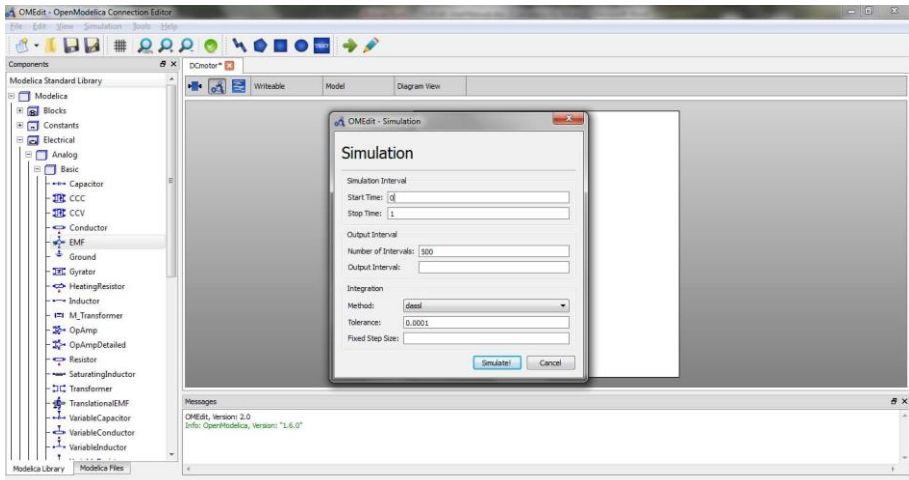 OMEdit - OpenModelica Connection Editor
File Edit View Simulation Tools Help
TEXT
Components
DCmotor*
Modelica Standard Library
Writeable Model Diagram View
Modelica
Blocks
Constants
Electrical
Analog
Basic
Capacitor
CCC
CCV
Conductor
EMF
Ground
Gyrator
HeatingResistor
Inductor
M_Transformer
OpAmp
OpAmpDetailed
Resistor
SaturatingInductor
Transformer
TranslationalEMF
VariableCapacitor
VariableConductor
VariableInductor
Modelica Library Modelica Files
OMEdit - Simulation
Simulation
Simulation Interval
Start Time: 0
Stop Time: 1
Output Interval
Number of Intervals: 500
Output Interval:
Integration
Method: dassl
Tolerance: 0.0001
Fixed Step Size:
Simulate! Cancel
Messages
OMEdit, Version: 2.0
Info: OpenModelica, Version: "1.6.0"